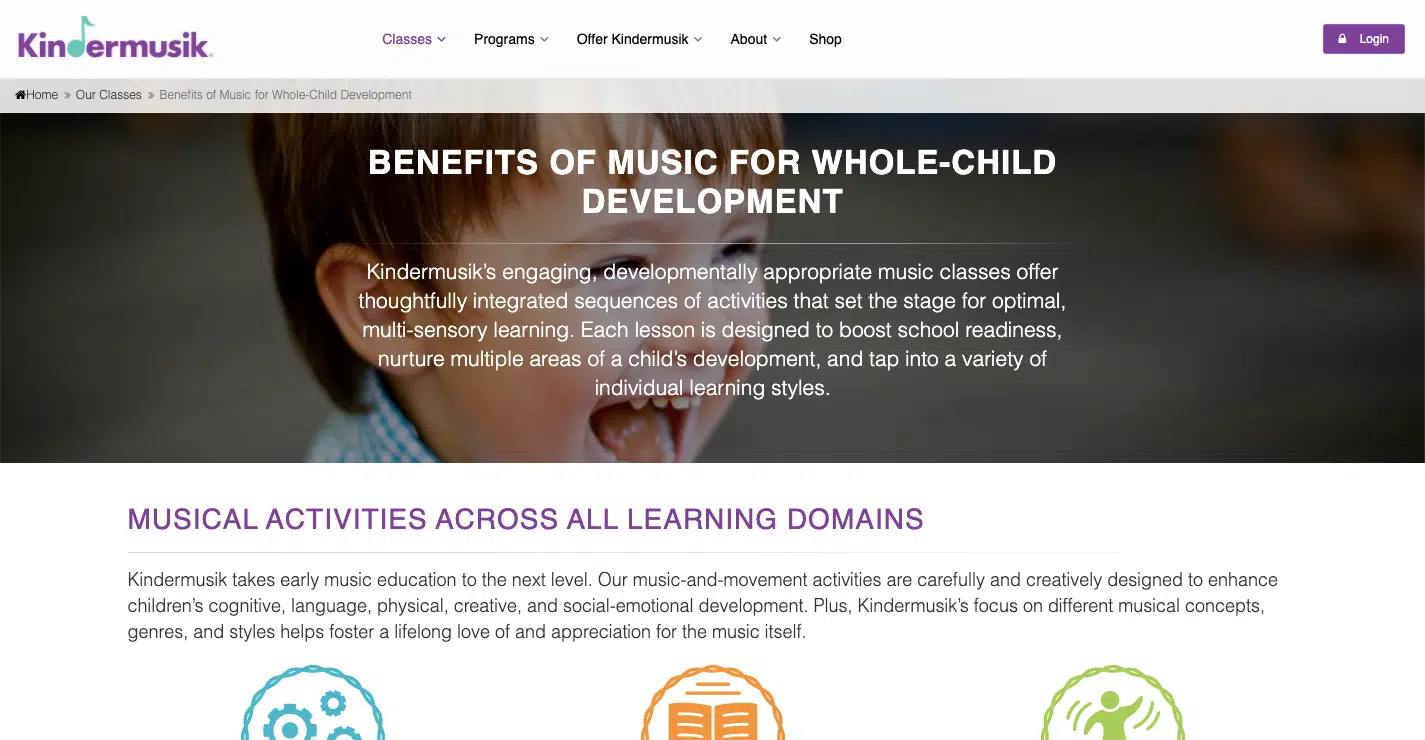 Kindermusik
Classes Programs Offer Kindermusik About Shop
Login
Home » Our Classes » Benefits of Music for Whole-Child Development
BENEFITS OF MUSIC FOR WHOLE-CHILD
DEVELOPMENT
Kindermusik’s engaging, developmentally appropriate music classes offer
thoughtfully integrated sequences of activities that set the stage for optimal,
multi-sensory learning. Each lesson is designed to boost school readiness,
nurture multiple areas of a child’s development, and tap into a variety of
individual learning styles.
MUSICAL ACTIVITIES ACROSS ALL LEARNING DOMAINS
Kindermusik takes early music education to the next level. Our music-and-movement activities are carefully and creatively designed to enhance
children’s cognitive, language, physical, creative, and social-emotional development. Plus, Kindermusik’s focus on different musical concepts,
genres, and styles helps foster a lifelong love of and appreciation for the music itself.